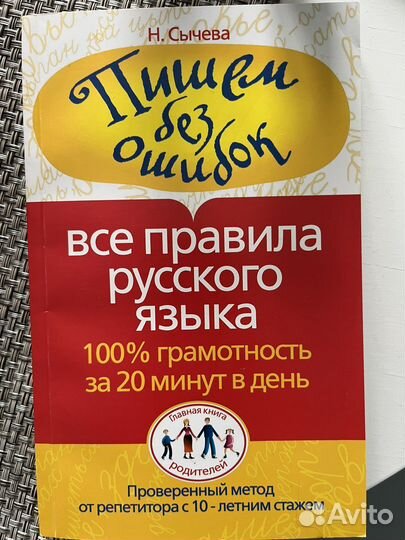 Н. Сычева
Пишем
без
ошибок
все правила
русского
языка
100% грамотность
за 20 минут в день
Главная книга
родителей
Проверенный метод
от репетитора с 10 - летним стажем
Avito